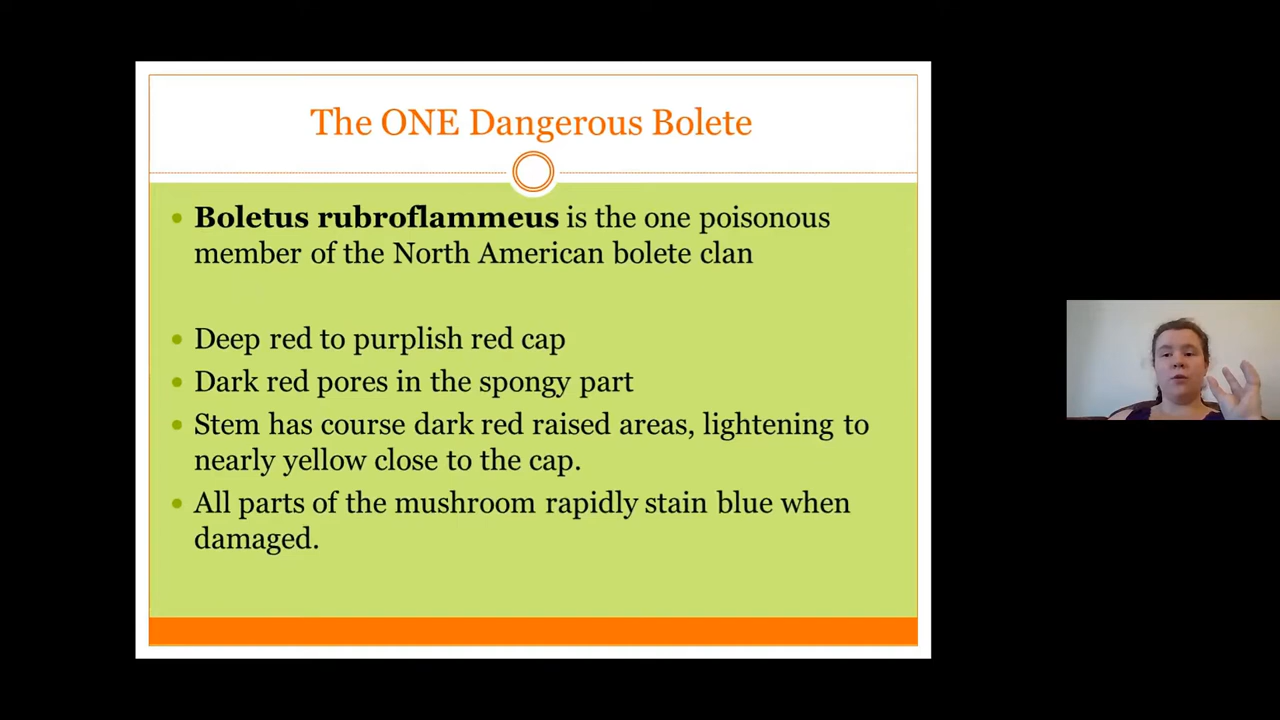 The ONE Dangerous Bolete
Boletus rubroflammeus is the one poisonous
member of the North American bolete clan
Deep red to purplish red cap
Dark red pores in the spongy part
Stem has course dark red raised areas, lightening to
nearly yellow close to the cap.
All parts of the mushroom rapidly stain blue when
damaged.